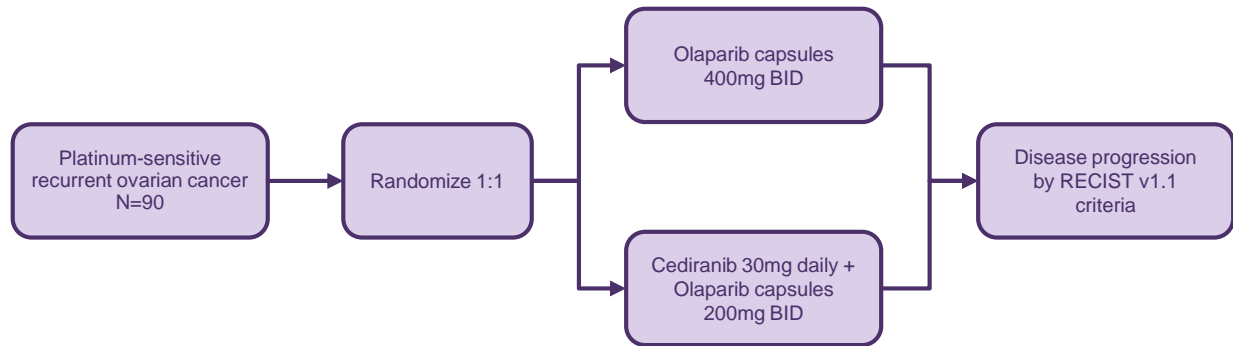 Platinum-sensitive
recurrent ovarian cancer
N=90
Randomize 1:1
Olaparib capsules
400mg BID
Cediranib 30mg daily +
Olaparib capsules
200mg BID
Disease progression
by RECIST v1.1
criteria